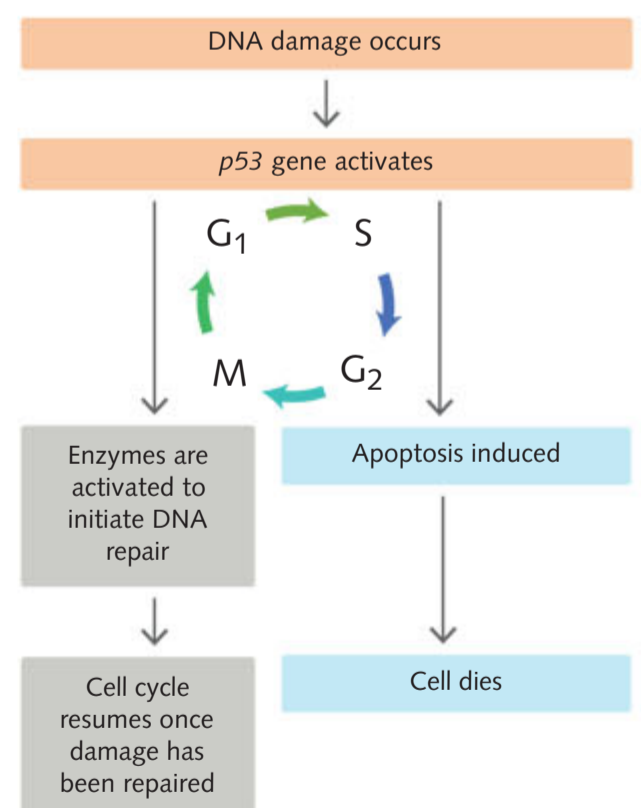 DNA damage occurs
p53 gene activates
G₁
S
M
G₂
Enzymes are
activated to
initiate DNA
repair
Apoptosis induced
Cell cycle
resumes once
damage has
been repaired
Cell dies